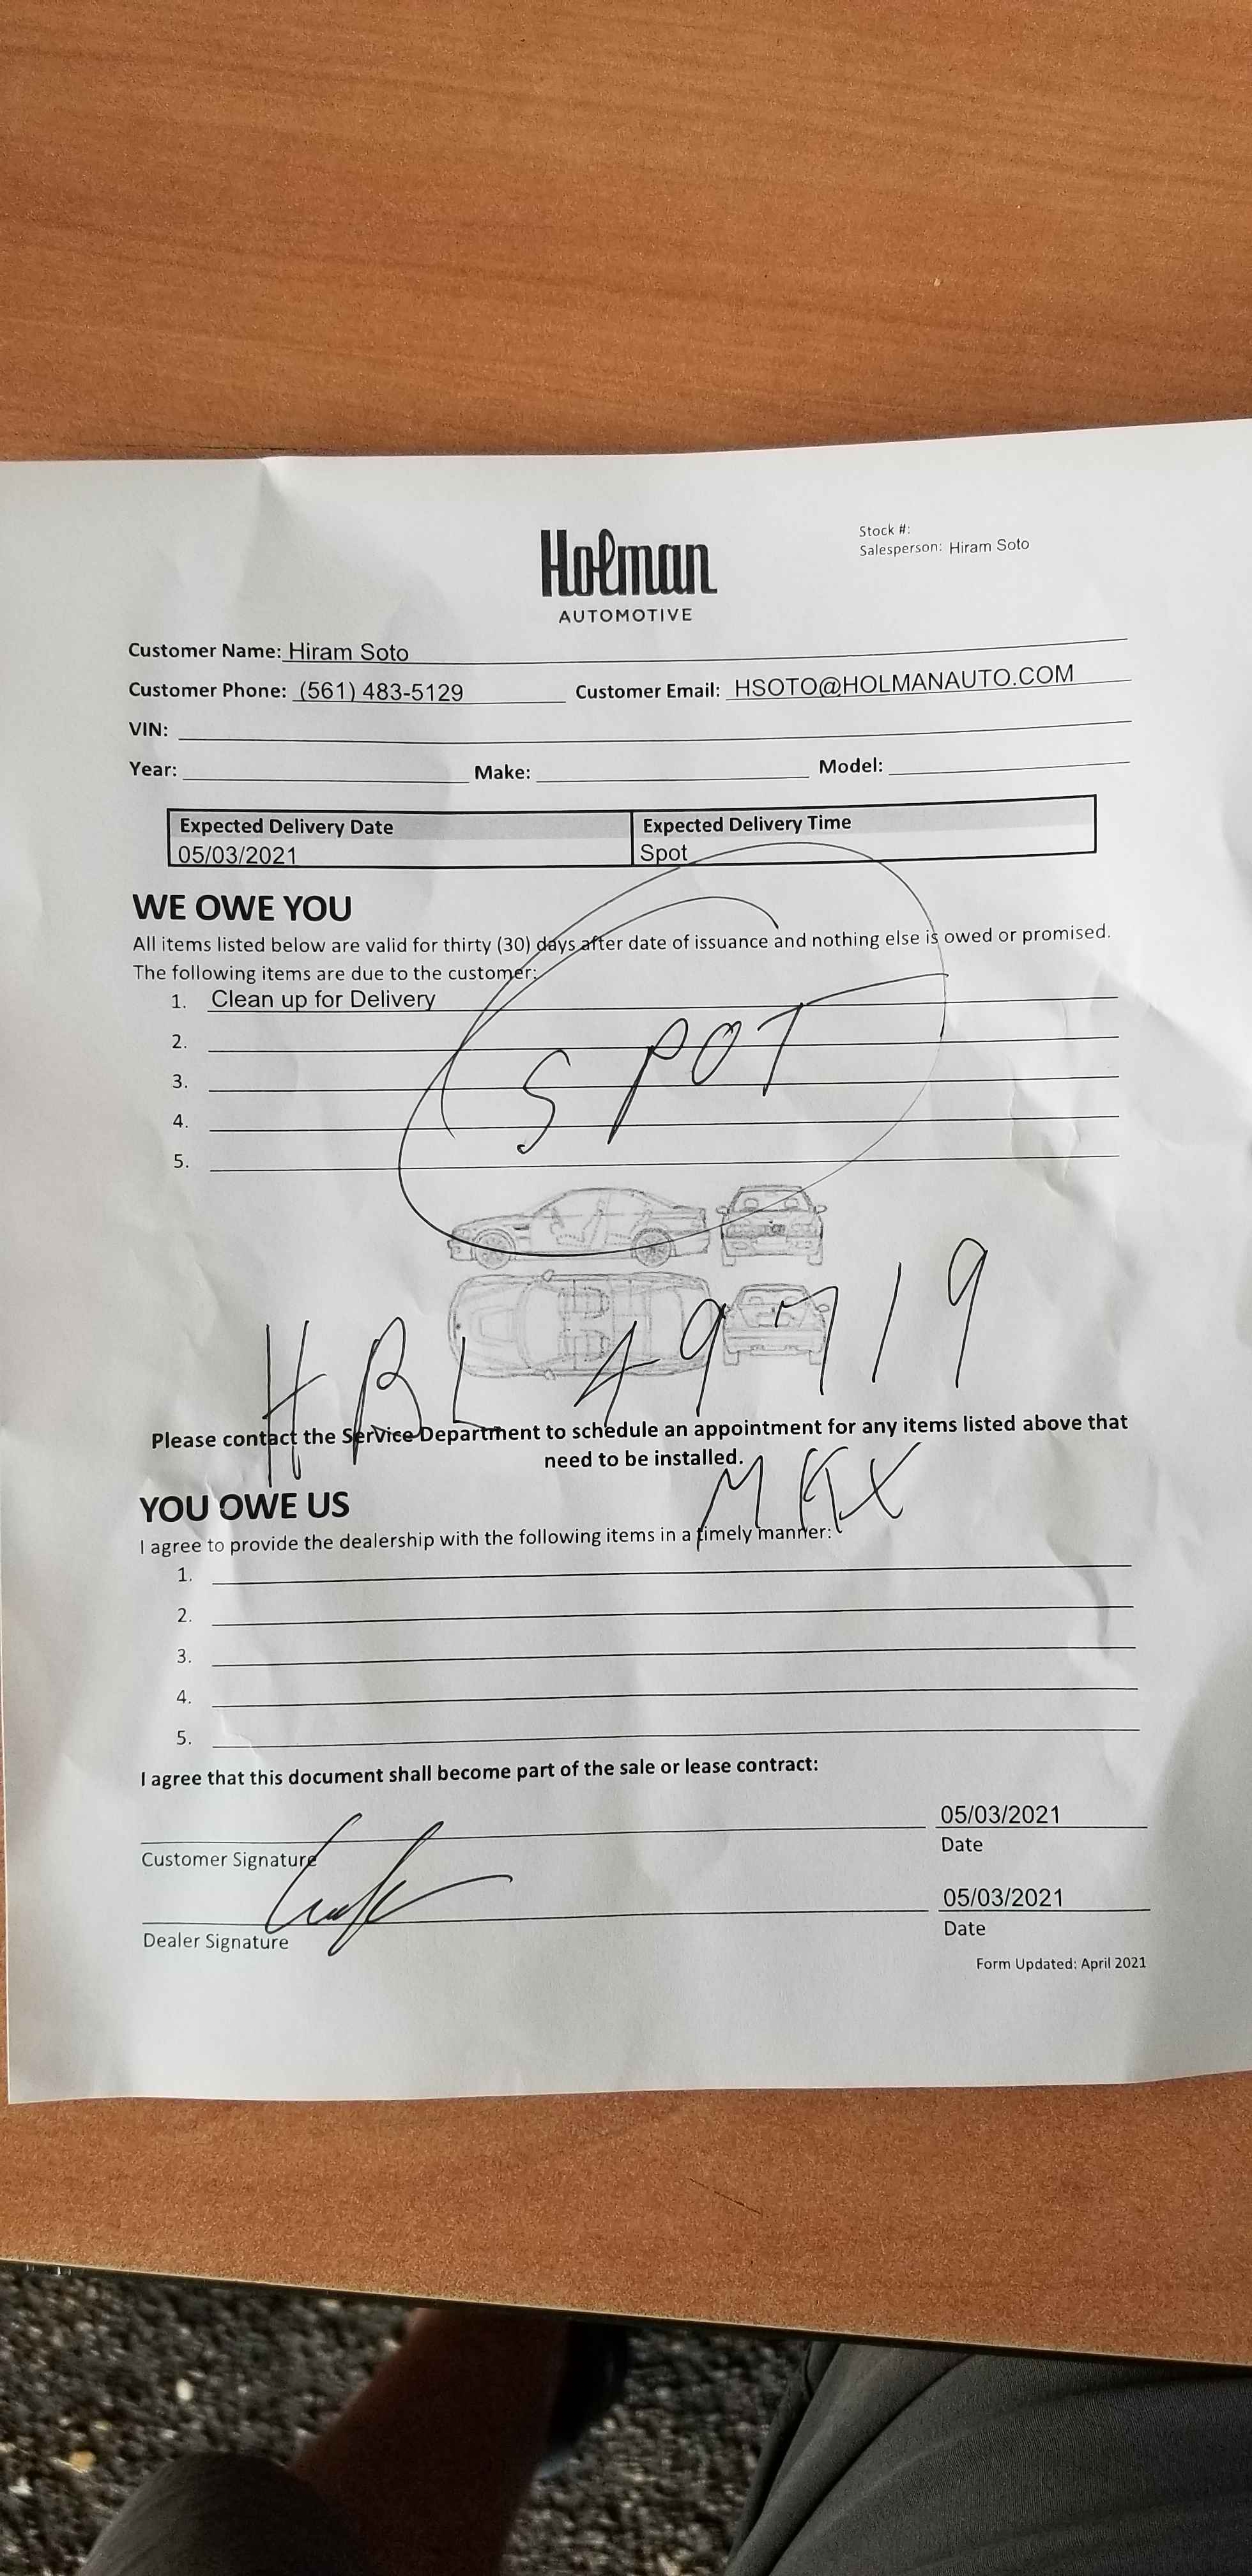 Holman
AUTOMOTIVE
Stock #:
Salesperson: Hiram Soto
Customer Name: Hiram Soto
Customer Phone: (561) 483-5129 Customer Email: HSOTO@HOLMANAUTO.COM
VIN:
Year: Make: Model:
Expected Delivery Date Expected Delivery Time
05/03/2021 Spot
WE OWE YOU
All items listed below are valid for thirty (30) days after date of issuance and nothing else is owed or promised.
The following items are due to the customer:
1. Clean up for Delivery
2.
3.
4.
5.
SPOT
HBL49719
Please contact the Service Department to schedule an appointment for any items listed above that
need to be installed.
MKX
YOU OWE US
I agree to provide the dealership with the following items in a timely manner:
1.
2.
3.
4.
5.
I agree that this document shall become part of the sale or lease contract:
05/03/2021
Customer Signature Date
05/03/2021
Dealer Signature Date
Form Updated: April 2021